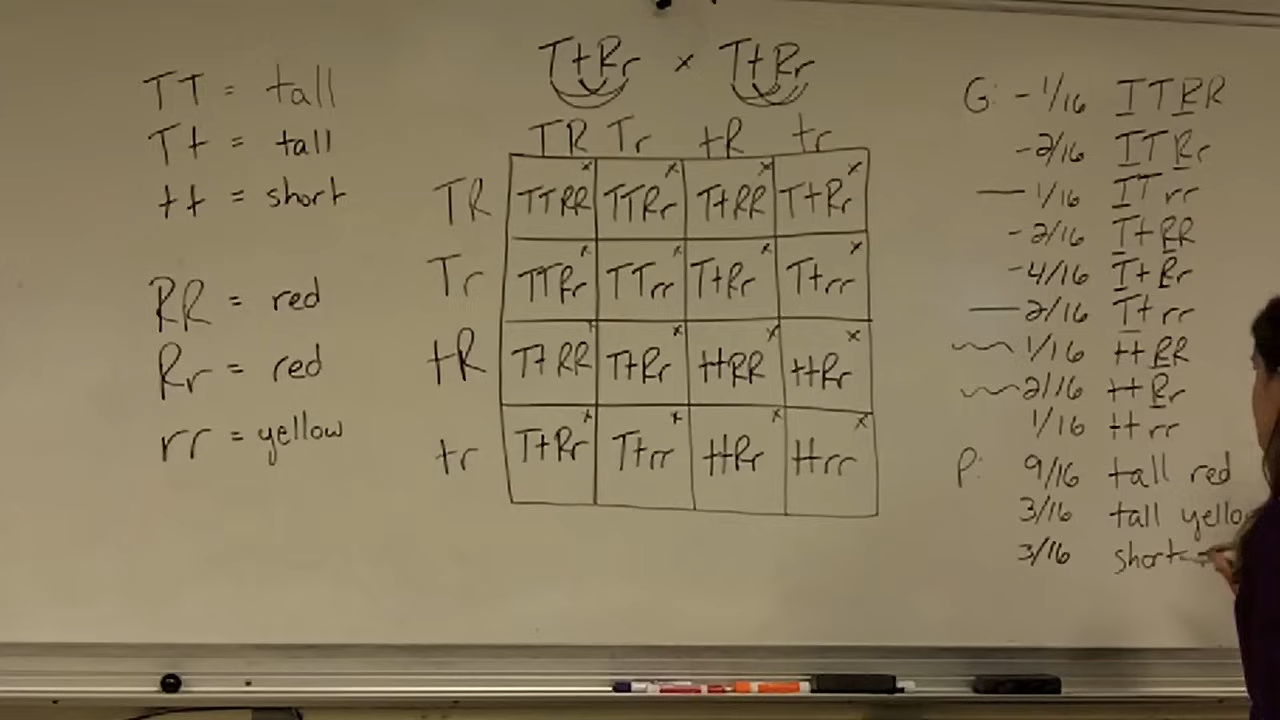 TtRr × TtRr
TT = tall
Tt = tall
tt = short
RR = red
Rr = red
rr = yellow
TR Tr tR tr
TR TTRR TTRr TtRR TtRr
Tr TTRr TTrr TtRr Ttrr
tR TtRR TtRr ttRR ttRr
tr TtRr Ttrr ttRr ttrr
G: - 1/16 TTRR
- 2/16 TTRr
— 1/16 TTrr
- 2/16 TtRR
- 4/16 TtRr
— 2/16 Ttrr
1/16 ttRR
2/16 ttRr
1/16 ttrr
P: 9/16 tall red
3/16 tall yello
3/16 short